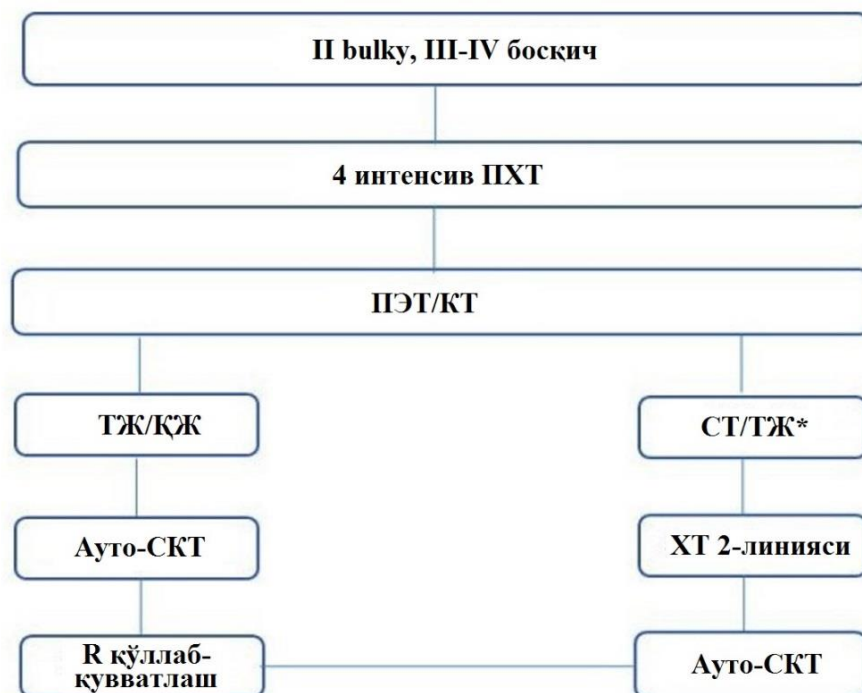 II bulky, III-IV босқич
4 интенсив ПХТ
ПЭТ/КТ
ТЖ/ҚЖ
СТ/ТЖ*
Ауто-СКТ
ХТ 2-линияси
R қўллаб-
қувватлаш
Ауто-СКТ